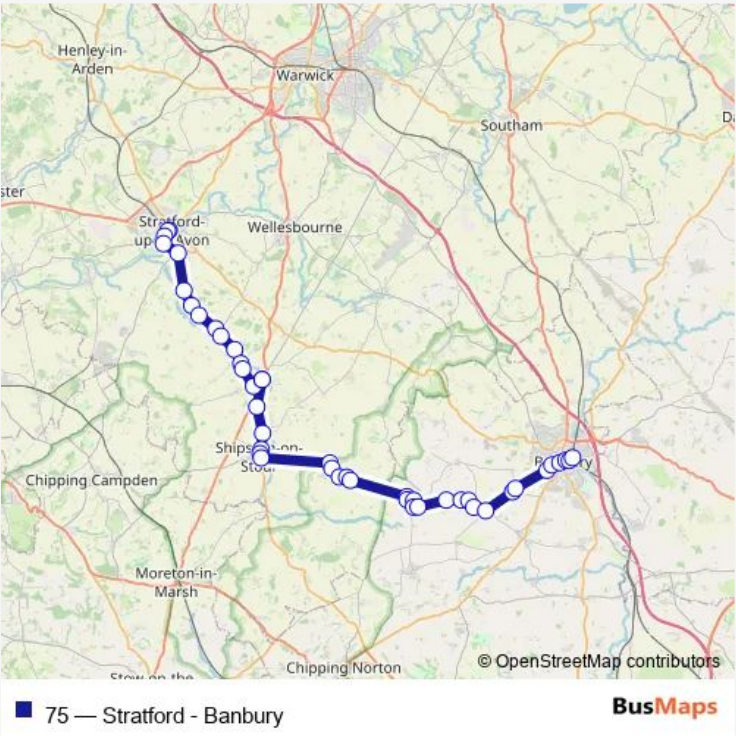 Henley-in-
Arden
Warwick
Southam
Da
ster
Stratford-
upon-Avon
Wellesbourne
Shipston-on-
Stour
Banbury
Chipping Campden
Moreton-in-
Marsh
Chipping Norton
Stow-on-the
© OpenStreetMap contributors
75 — Stratford - Banbury
BusMaps